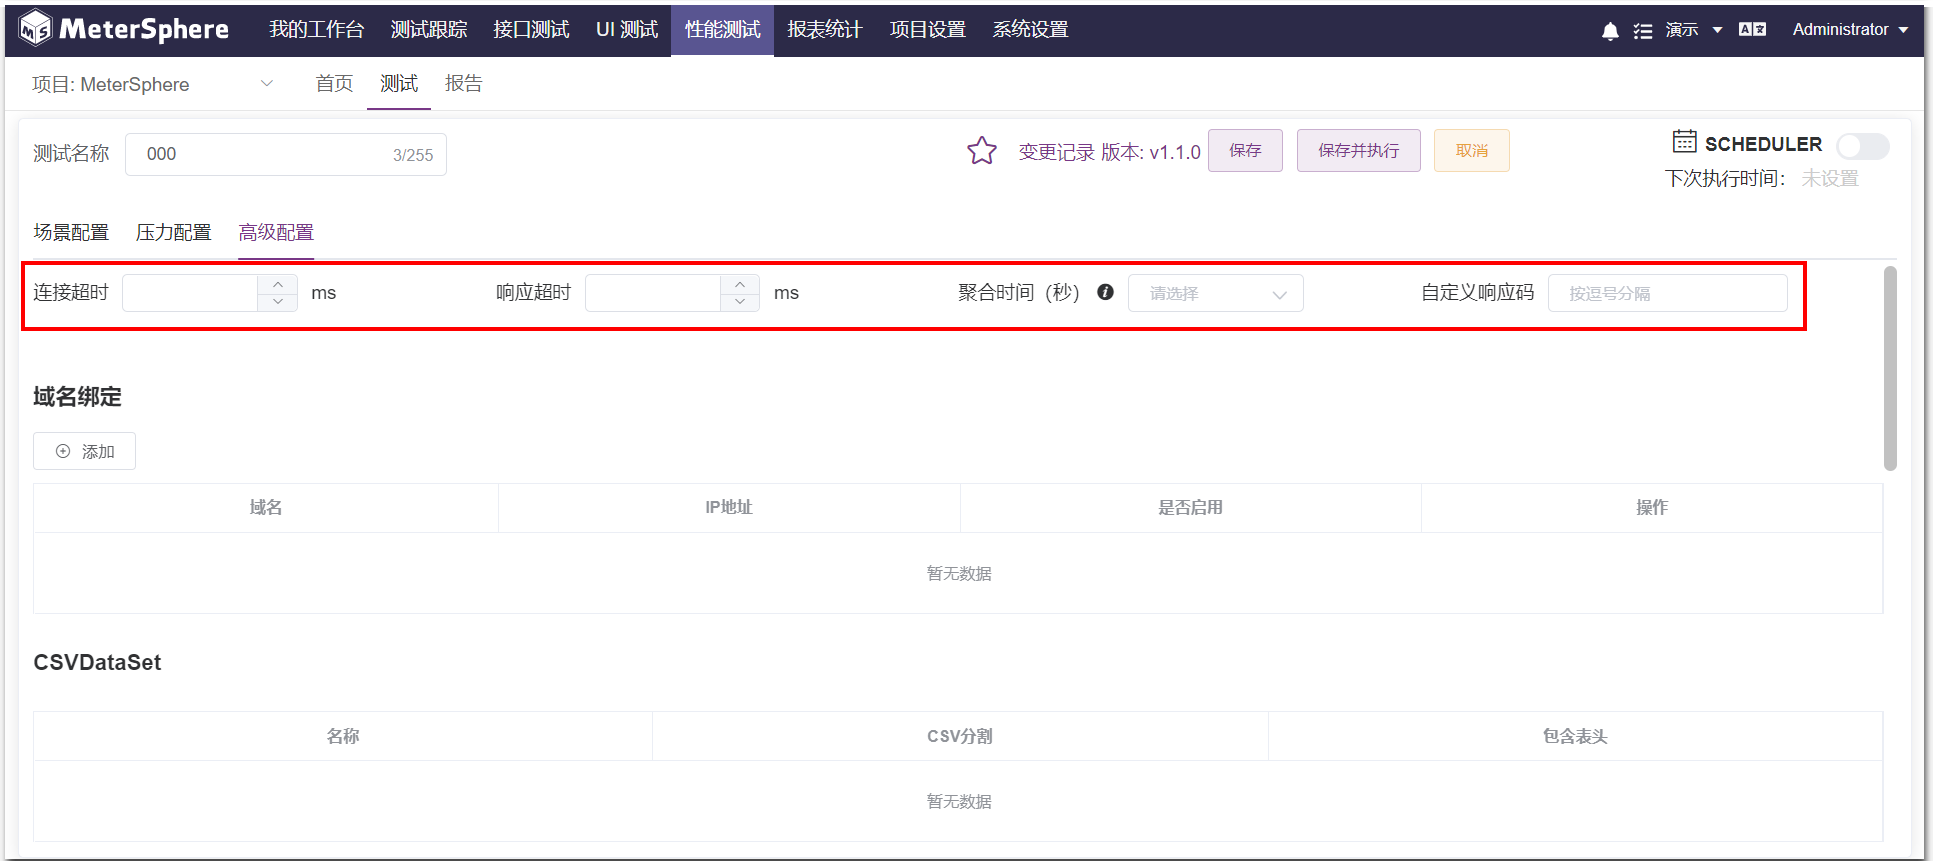 MeterSphere 我的工作台 测试跟踪 接口测试 UI 测试 性能测试 报表统计 项目设置 系统设置 演示 Administrator
项目: MeterSphere 首页 测试 报告
测试名称 000 3/255 变更记录 版本: v1.1.0 保存 保存并执行 取消 SCHEDULER
下次执行时间： 未设置
场景配置 压力配置 高级配置
连接超时 ms 响应超时 ms 聚合时间（秒） 请选择 自定义响应码 按逗号分隔
域名绑定
添加
域名 IP地址 是否启用 操作
暂无数据
CSVDataSet
名称 CSV分割 包含表头
暂无数据